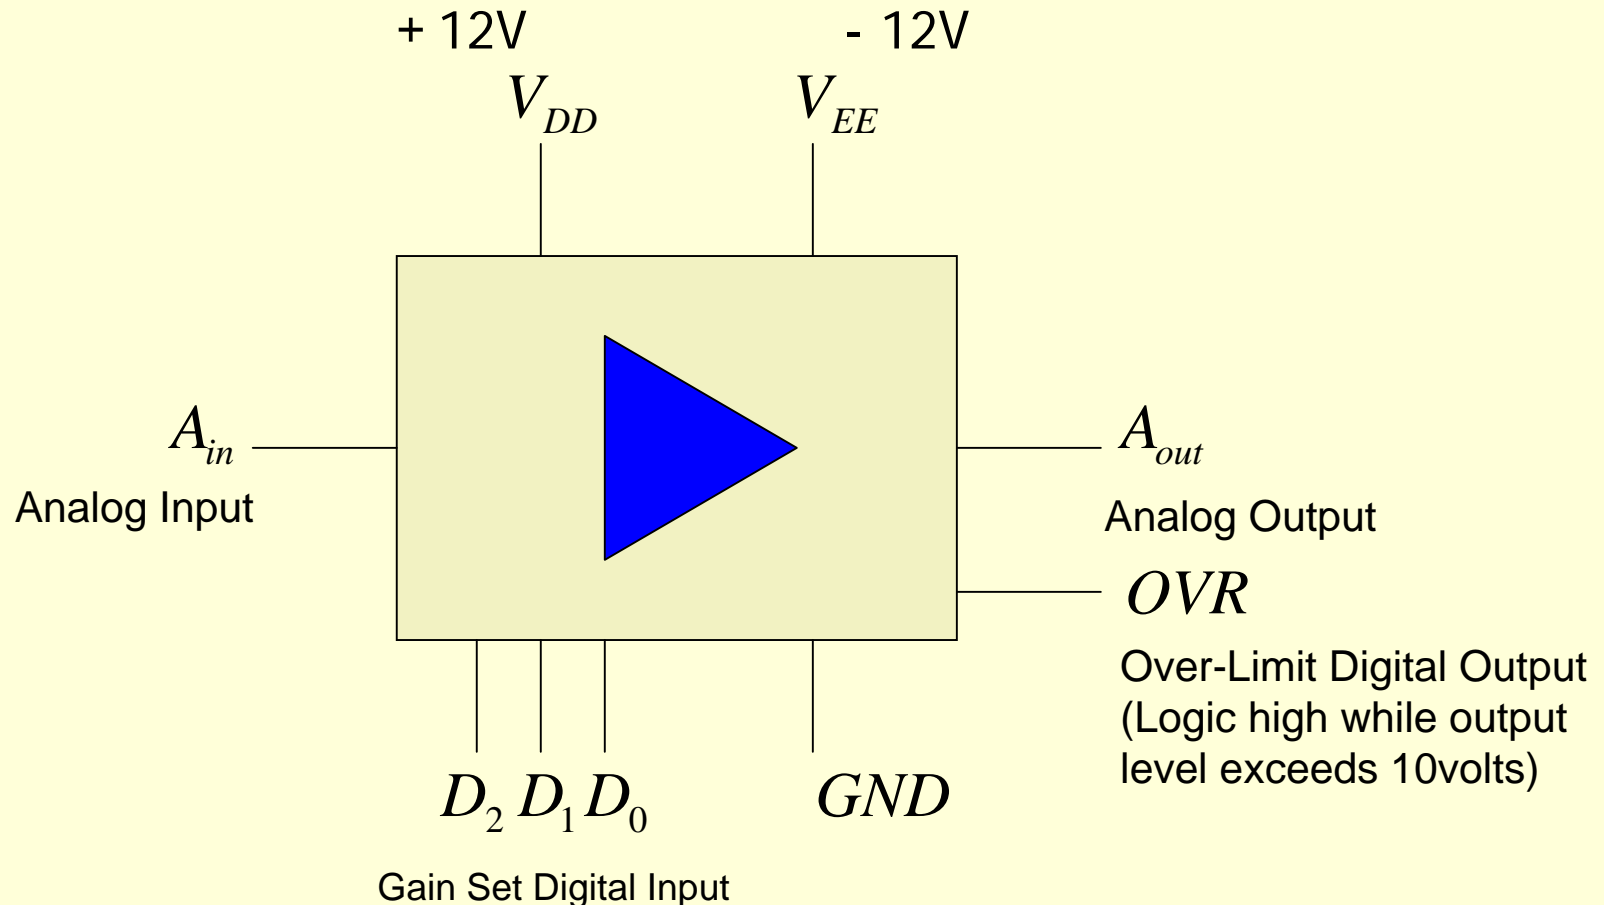 + 12V - 12V
V_DD V_EE
A_in
Analog Input
A_out
Analog Output
OVR
Over-Limit Digital Output
(Logic high while output
level exceeds 10volts)
D_2 D_1 D_0 GND
Gain Set Digital Input